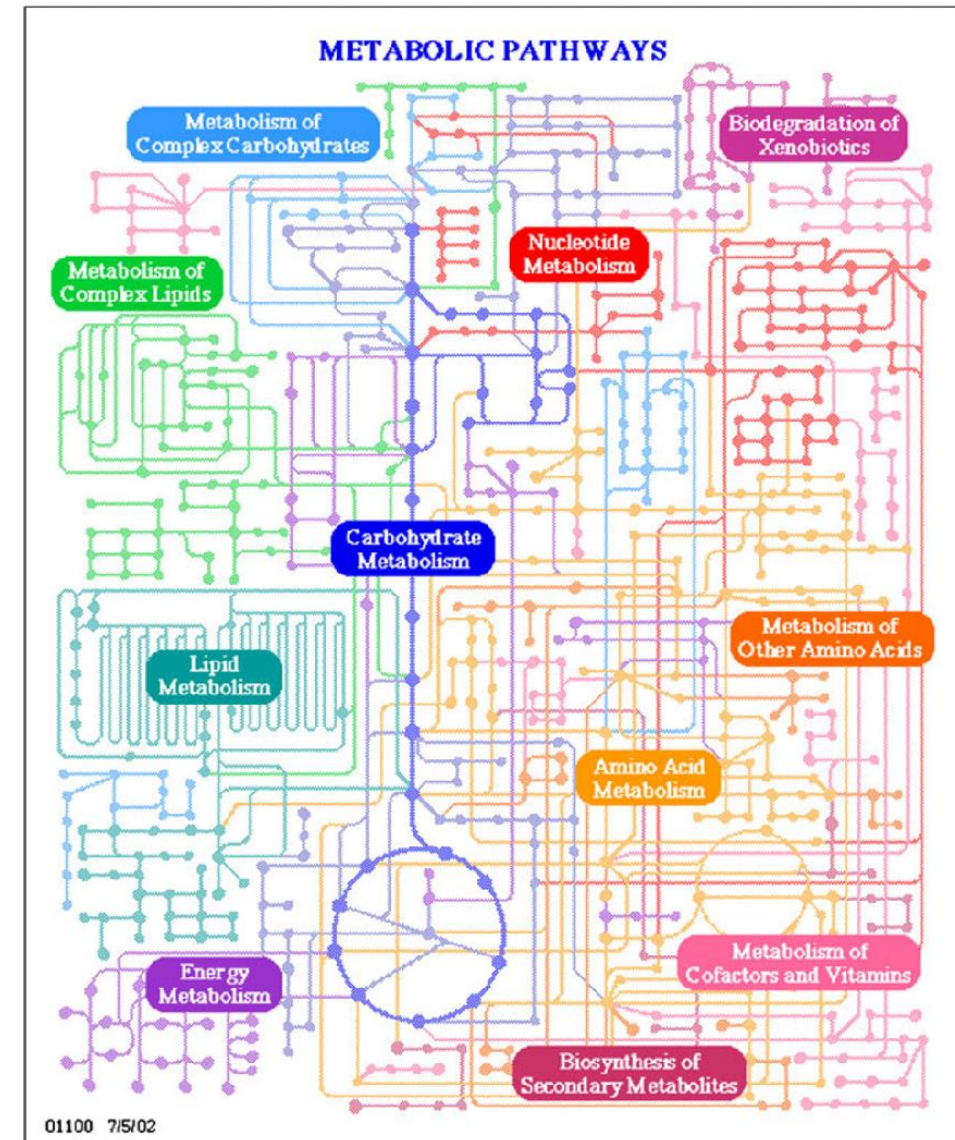 METABOLIC PATHWAYS
Metabolism of
Complex Carbohydrates
Biodegradation of
Xenobiotics
Nucleotide
Metabolism
Metabolism of
Complex Lipids
Carbohydrate
Metabolism
Metabolism of
Other Amino Acids
Lipid
Metabolism
Amino Acid
Metabolism
Metabolism of
Cofactors and Vitamins
Energy
Metabolism
Biosynthesis of
Secondary Metabolites
01100 7/5/02